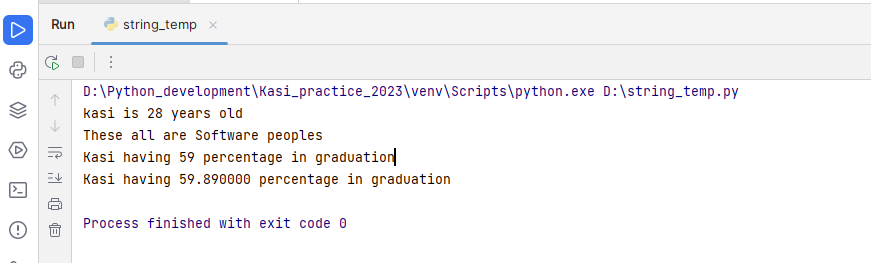 Run string_temp
D:\Python_development\Kasi_practice_2023\venv\Scripts\python.exe D:\string_temp.py
kasi is 28 years old
These all are Software peoples
Kasi having 59 percentage in graduation
Kasi having 59.890000 percentage in graduation
Process finished with exit code 0